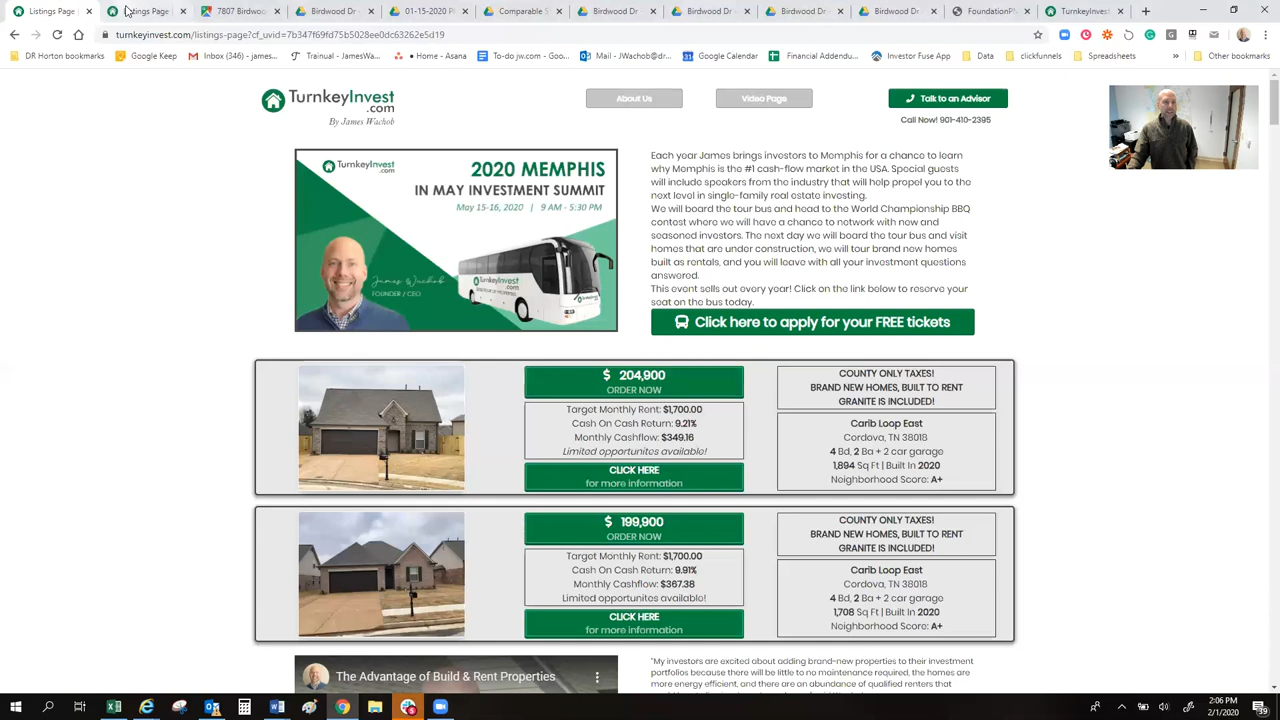 Listings Page
Listings Page
7807 Birdwoo
Birdwood Dr
01-15-2020 P
Comparable S
Birdwood Dr
Birdwood Dr
Foundation/M
Listings Page
turnkeyinvest.com/listings-page?cf_uvid=7b347f69fd75b5028ee0dc63262e5d19
DR Horton bookmarks
Google Keep
Inbox (346) - james...
Trainual - JamesWa...
Home - Asana
To-do jw.com - Goo...
Mail - JWachob@dr...
Google Calendar
Financial Addendu...
Investor Fuse App
Data
clickfunnels
Spreadsheets
»
Other bookmarks
TurnkeyInvest
.com
By James Wachob
About Us
Video Page
Talk to an Advisor
Call Now! 901-410-2395
TurnkeyInvest
.com
2020 MEMPHIS
IN MAY INVESTMENT SUMMIT
May 15-16, 2020 | 9 AM - 5:30 PM
James Wachob
FOUNDER / CEO
TurnkeyInvest
Each year James brings investors to Memphis for a chance to learn
why Memphis is the #1 cash-flow market in the USA. Special guests
will include speakers from the industry that will help propel you to the
next level in single-family real estate investing.
We will board the tour bus and head to the World Championship BBQ
contest where we will have a chance to network with new and
seasoned investors. The next day we will board the tour bus and visit
homes that are under construction, we will tour brand new homes
built as rentals, and you will leave with all your investment questions
answered.
This event sells out every year! Click on the link below to reserve your
seat on the bus today.
Click here to apply for your FREE tickets
$ 204,900
ORDER NOW
Target Monthly Rent: $1,700.00
Cash On Cash Return: 9.21%
Monthly Cashflow: $349.16
Limited opportunites available!
CLICK HERE
for more information
COUNTY ONLY TAXES!
BRAND NEW HOMES, BUILT TO RENT
GRANITE IS INCLUDED!
Carib Loop East
Cordova, TN 38018
4 Bd, 2 Ba + 2 car garage
1,894 Sq Ft | Built In 2020
Neighborhood Score: A+
$ 199,900
ORDER NOW
Target Monthly Rent: $1,700.00
Cash On Cash Return: 9.91%
Monthly Cashflow: $367.38
Limited opportunites available!
CLICK HERE
for more information
COUNTY ONLY TAXES!
BRAND NEW HOMES, BUILT TO RENT
GRANITE IS INCLUDED!
Carib Loop East
Cordova, TN 38018
4 Bd, 2 Ba + 2 car garage
1,708 Sq Ft | Built In 2020
Neighborhood Score: A+
The Advantage of Build & Rent Properties
"My investors are excited about adding brand-new properties to their investment
portfolios because there will be little to no maintenance required, the homes are
more energy efficient, and there are an abundance of qualified renters that
2:06 PM
2/1/2020
39